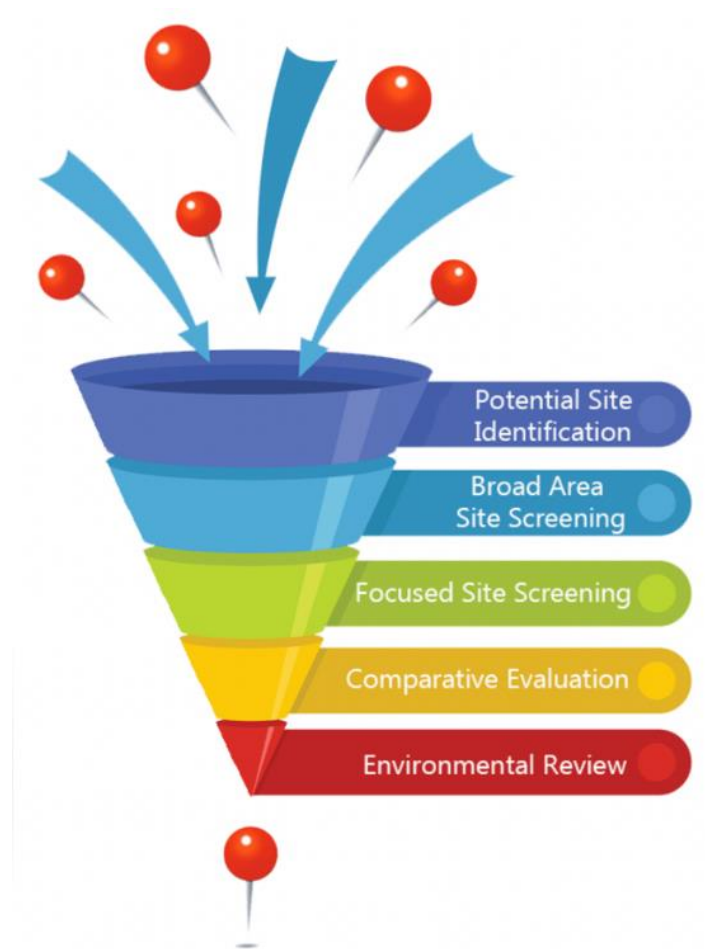 Potential Site
Identification
Broad Area
Site Screening
Focused Site Screening
Comparative Evaluation
Environmental Review